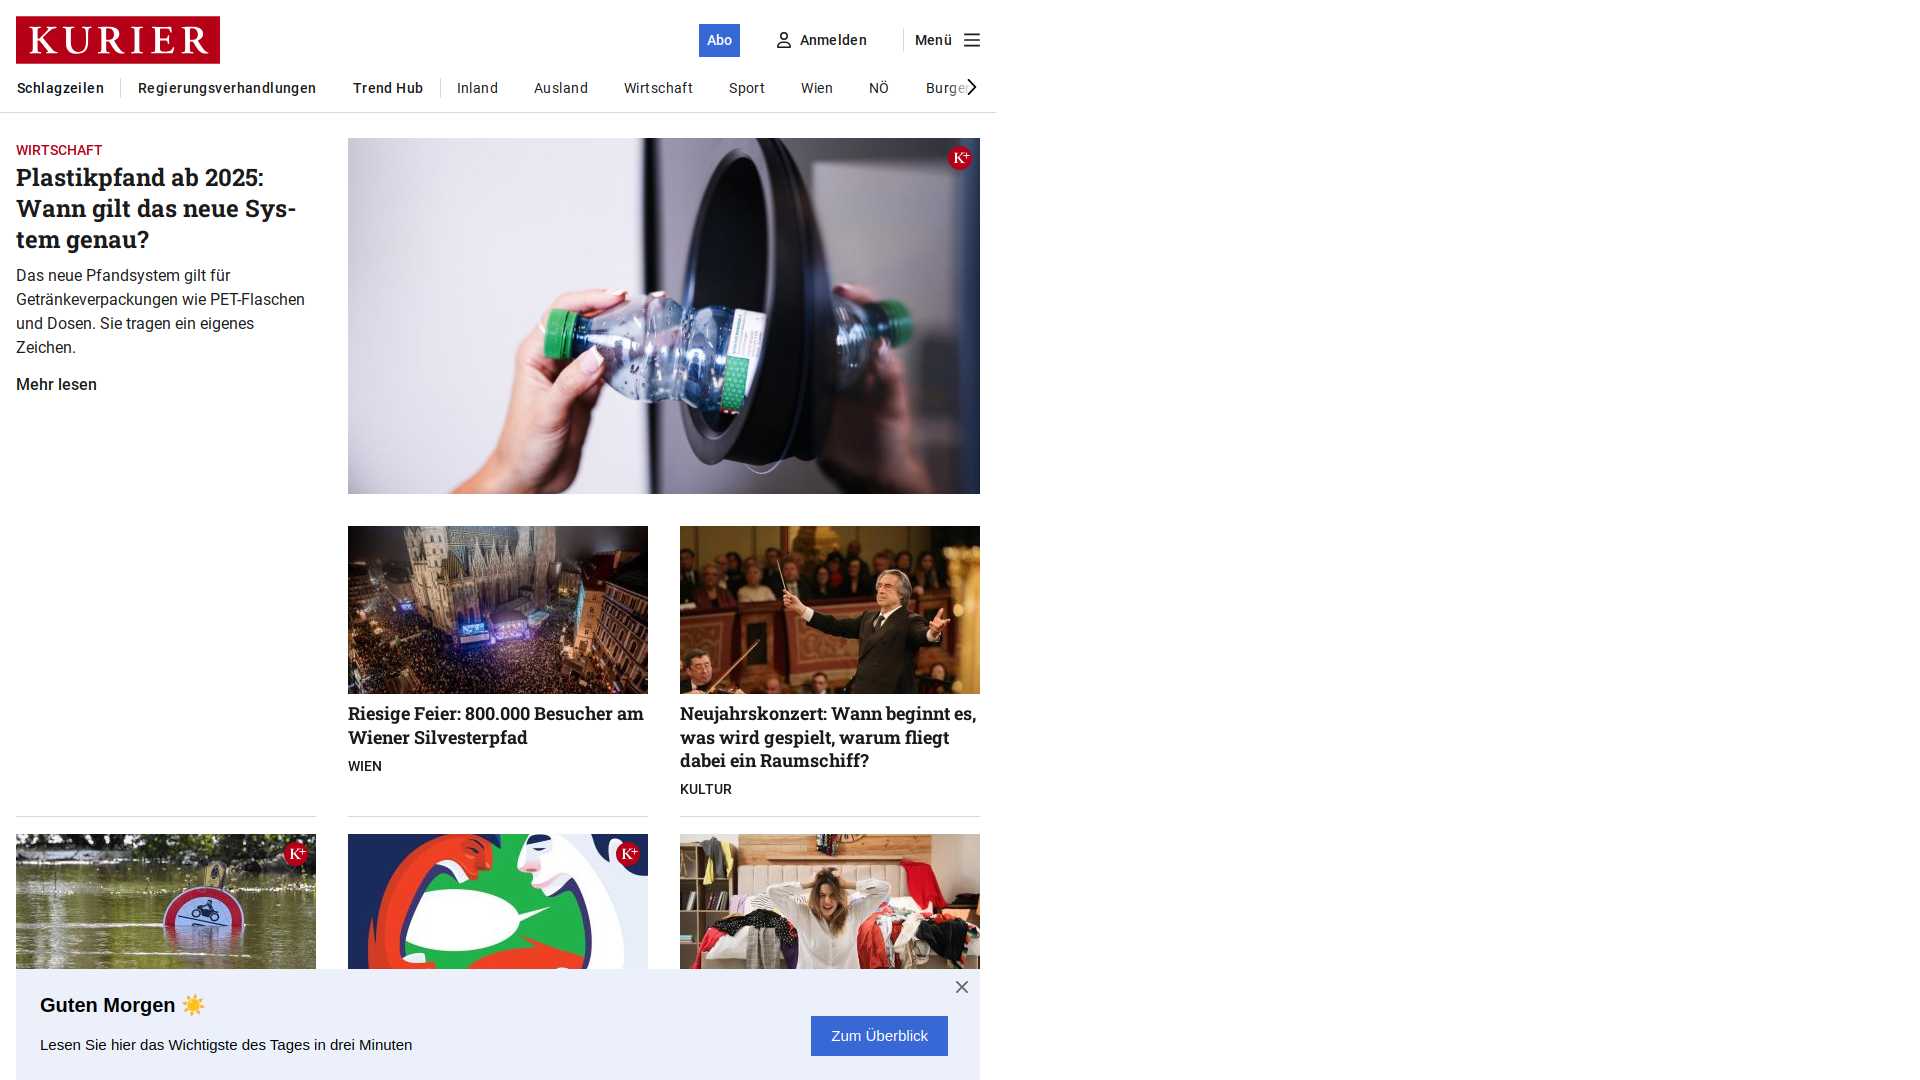 KURIER
Abo
Anmelden
Menü
Schlagzeilen
Regierungsverhandlungen
Trend Hub
Inland
Ausland
Wirtschaft
Sport
Wien
NÖ
WIRTSCHAFT
Plastikpfand ab 2025:
Wann gilt das neue Sys-
tem genau?
Das neue Pfandsystem gilt für
Getränkeverpackungen wie PET-Flaschen
und Dosen. Sie tragen ein eigenes
Zeichen.
Mehr lesen
K+
Riesige Feier: 800.000 Besucher am
Wiener Silvesterpfad
WIEN
Neujahrskonzert: Wann beginnt es,
was wird gespielt, warum fliegt
dabei ein Raumschiff?
KULTUR
K+
K+
Guten Morgen ☀️
Lesen Sie hier das Wichtigste des Tages in drei Minuten
Zum Überblick